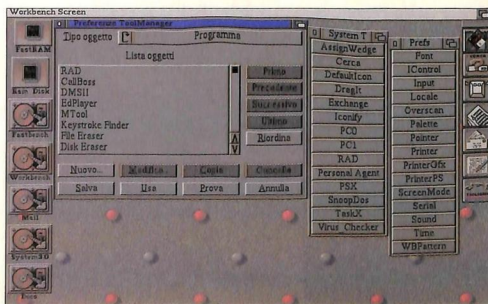 Workbench Screen
Preferenze ToolManager
Tipo oggetto
Programma
Lista oggetti
RAD
CallBoss
DMSII
EdPlayer
MTool
Keystroke Finder
File Eraser
Disk Eraser
Primo
Precedente
Successivo
Ultimo
Riordina
Nuovo...
Modifica...
Copia
Cancella
Salva
Usa
Prova
Annulla
System T
AssignWedge
Cerca
DefaultIcon
DragIt
Exchange
Iconify
PC0
PC1
RAD
Personal Agent
PSX
SnoopDos
TaskX
Virus_Checker
Prefs
Font
IControl
Input
Locale
Overscan
Palette
Pointer
Printer
PrinterGfx
PrinterPS
ScreenMode
Serial
Sound
Time
WBPattern
FastRAM
Ram Disk
Fastbench
Workbench
System3.0
Docs